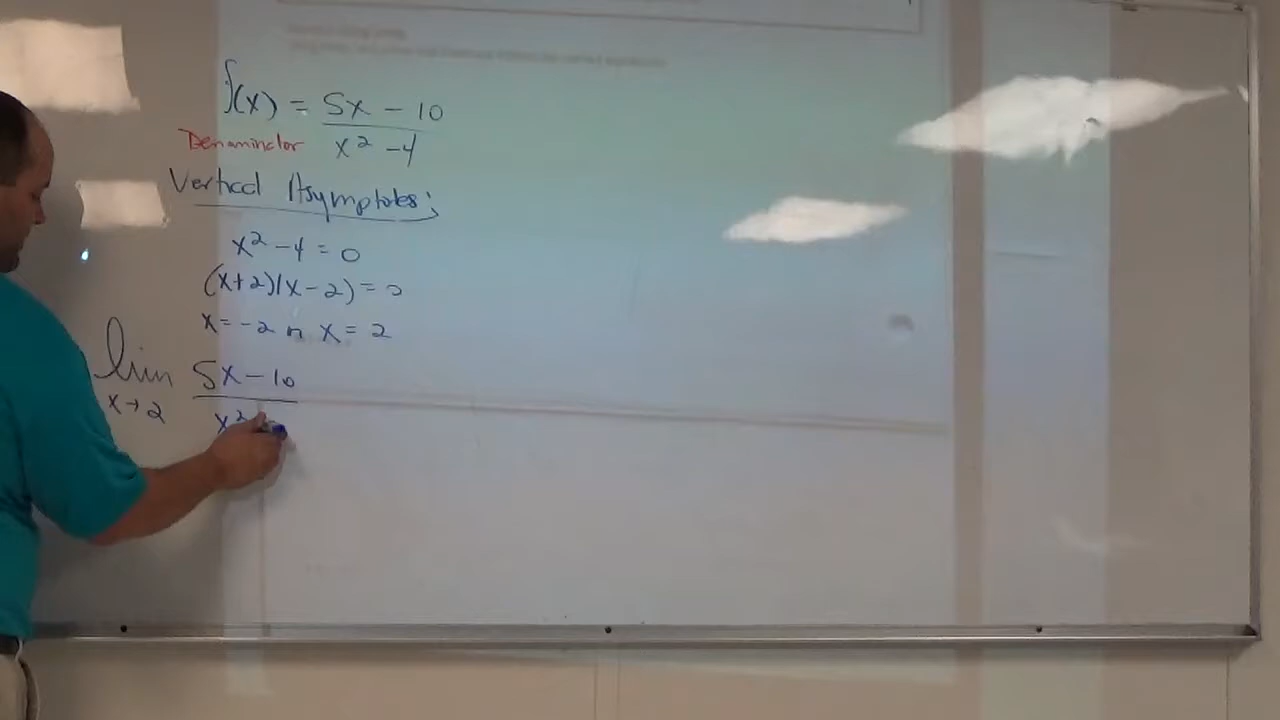 f(x) = 5x - 10
Denominator x² - 4
Vertical Asymptotes:
x² - 4 = 0
(x+2)(x-2) = 0
x = -2 or x = 2
lim 5x - 10
x→2 x²